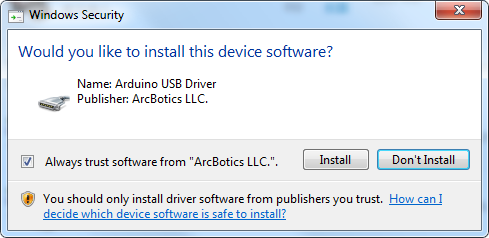 Windows Security
Would you like to install this device software?
Name: Arduino USB Driver
Publisher: ArcBotics LLC.
Always trust software from "ArcBotics LLC.".
Install
Don't Install
You should only install driver software from publishers you trust. How can I
decide which device software is safe to install?